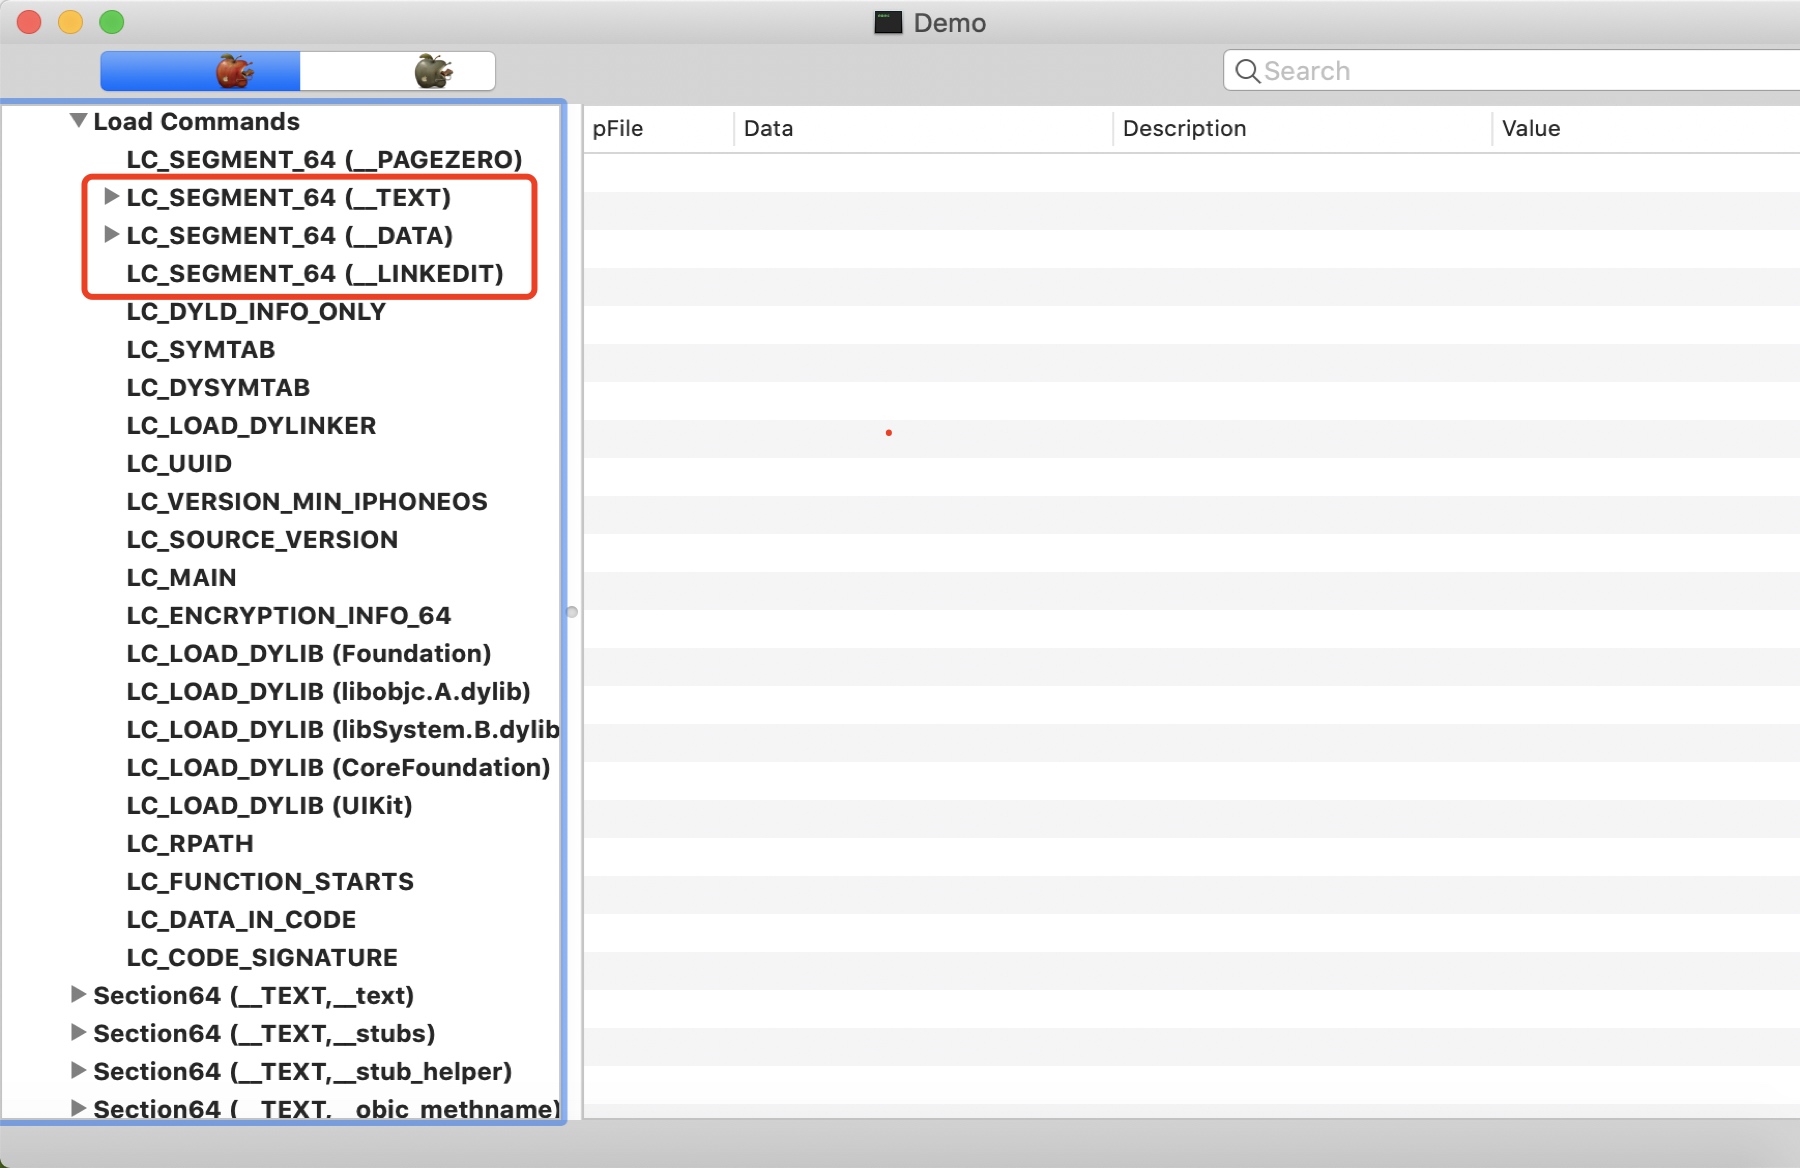 Demo
Search
Load Commands
LC_SEGMENT_64 (__PAGEZERO)
LC_SEGMENT_64 (__TEXT)
LC_SEGMENT_64 (__DATA)
LC_SEGMENT_64 (__LINKEDIT)
LC_DYLD_INFO_ONLY
LC_SYMTAB
LC_DYSYMTAB
LC_LOAD_DYLINKER
LC_UUID
LC_VERSION_MIN_IPHONEOS
LC_SOURCE_VERSION
LC_MAIN
LC_ENCRYPTION_INFO_64
LC_LOAD_DYLIB (Foundation)
LC_LOAD_DYLIB (libobjc.A.dylib)
LC_LOAD_DYLIB (libSystem.B.dylib
LC_LOAD_DYLIB (CoreFoundation)
LC_LOAD_DYLIB (UIKit)
LC_RPATH
LC_FUNCTION_STARTS
LC_DATA_IN_CODE
LC_CODE_SIGNATURE
Section64 (__TEXT,__text)
Section64 (__TEXT,__stubs)
Section64 (__TEXT,__stub_helper)
Section64 (__TEXT,__objc_methname)
pFile Data Description Value